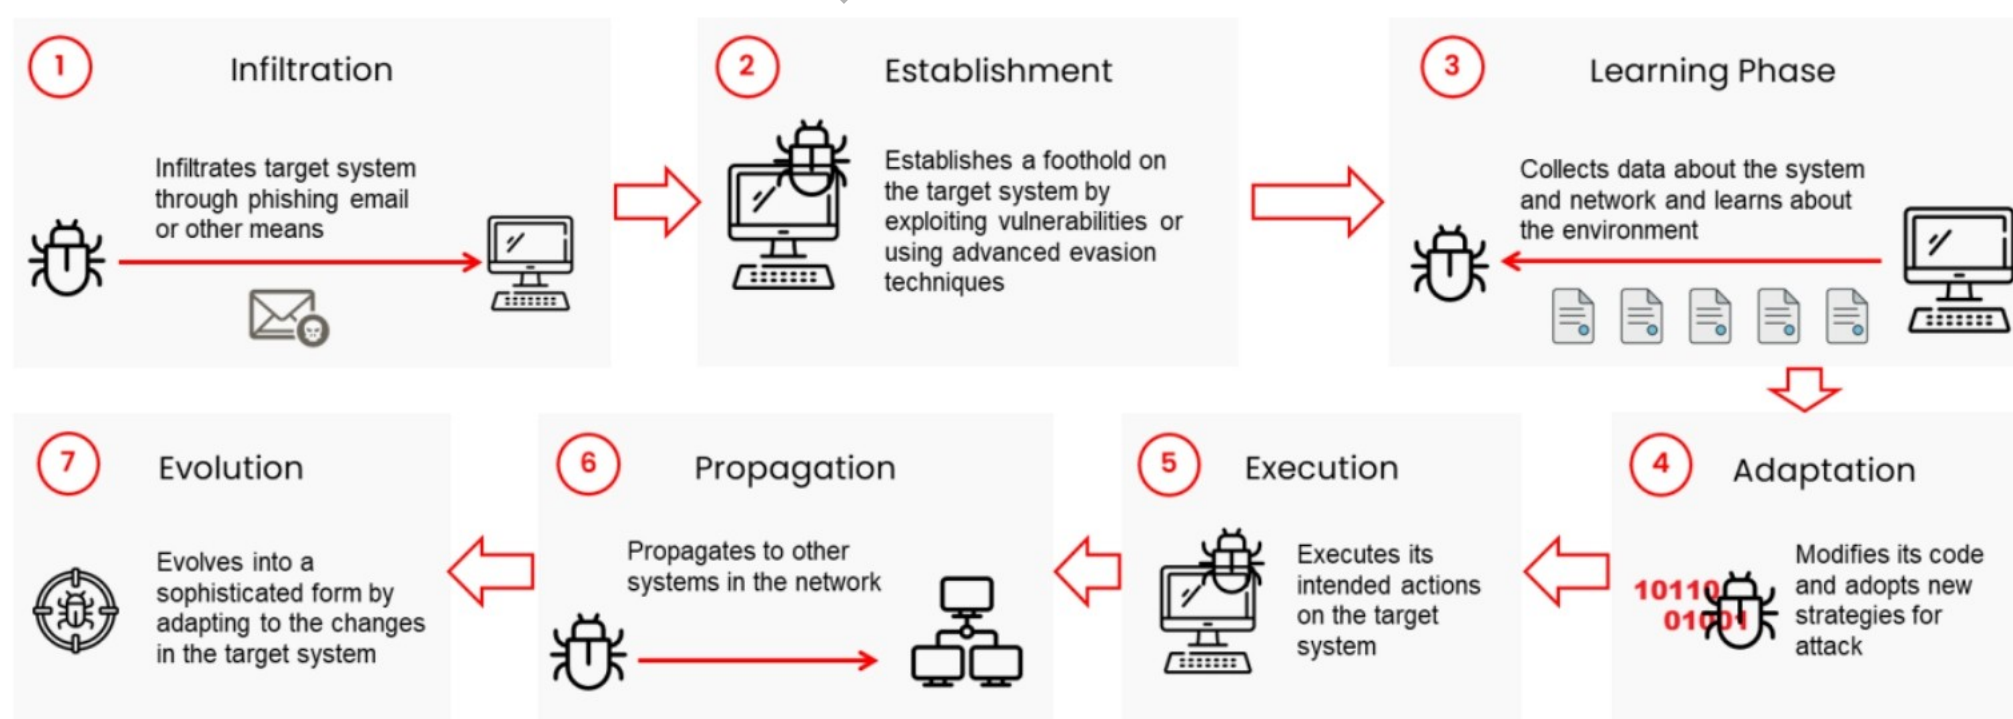 1
Infiltration
Infiltrates target system
through phishing email
or other means
2
Establishment
Establishes a foothold on
the target system by
exploiting vulnerabilities or
using advanced evasion
techniques
3
Learning Phase
Collects data about the system
and network and learns about
the environment
4
Adaptation
10110
01001
Modifies its code
and adopts new
strategies for
attack
5
Execution
Executes its
intended actions
on the target
system
6
Propagation
Propagates to other
systems in the network
7
Evolution
Evolves into a
sophisticated form by
adapting to the changes
in the target system